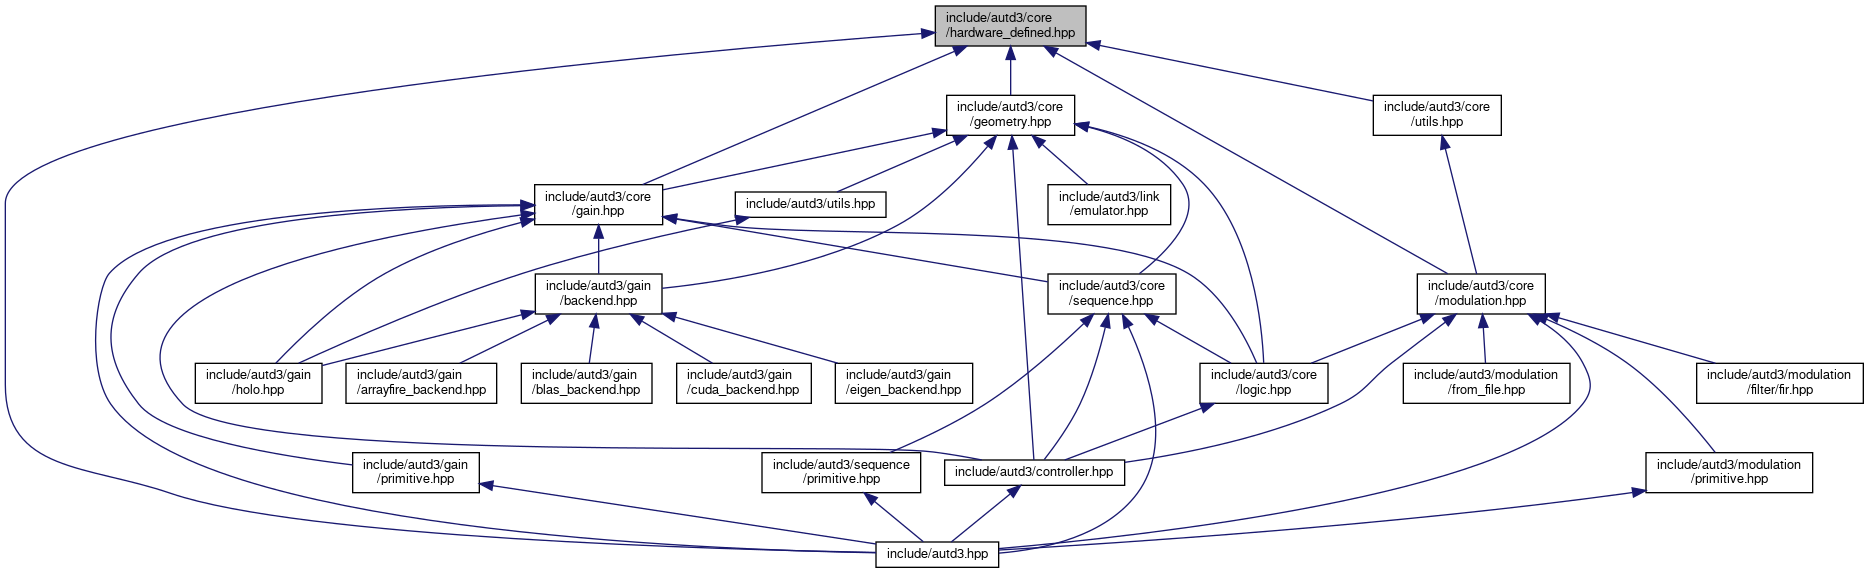 include/autd3/core
/hardware_defined.hpp
include/autd3/core
/geometry.hpp
include/autd3/core
/utils.hpp
include/autd3/core
/gain.hpp
include/autd3/utils.hpp
include/autd3/link
/emulator.hpp
include/autd3/gain
/backend.hpp
include/autd3/core
/sequence.hpp
include/autd3/core
/modulation.hpp
include/autd3/gain
/holo.hpp
include/autd3/gain
/arrayfire_backend.hpp
include/autd3/gain
/blas_backend.hpp
include/autd3/gain
/cuda_backend.hpp
include/autd3/gain
/eigen_backend.hpp
include/autd3/core
/logic.hpp
include/autd3/modulation
/from_file.hpp
include/autd3/modulation
/filter/fir.hpp
include/autd3/gain
/primitive.hpp
include/autd3/sequence
/primitive.hpp
include/autd3/controller.hpp
include/autd3/modulation
/primitive.hpp
include/autd3.hpp